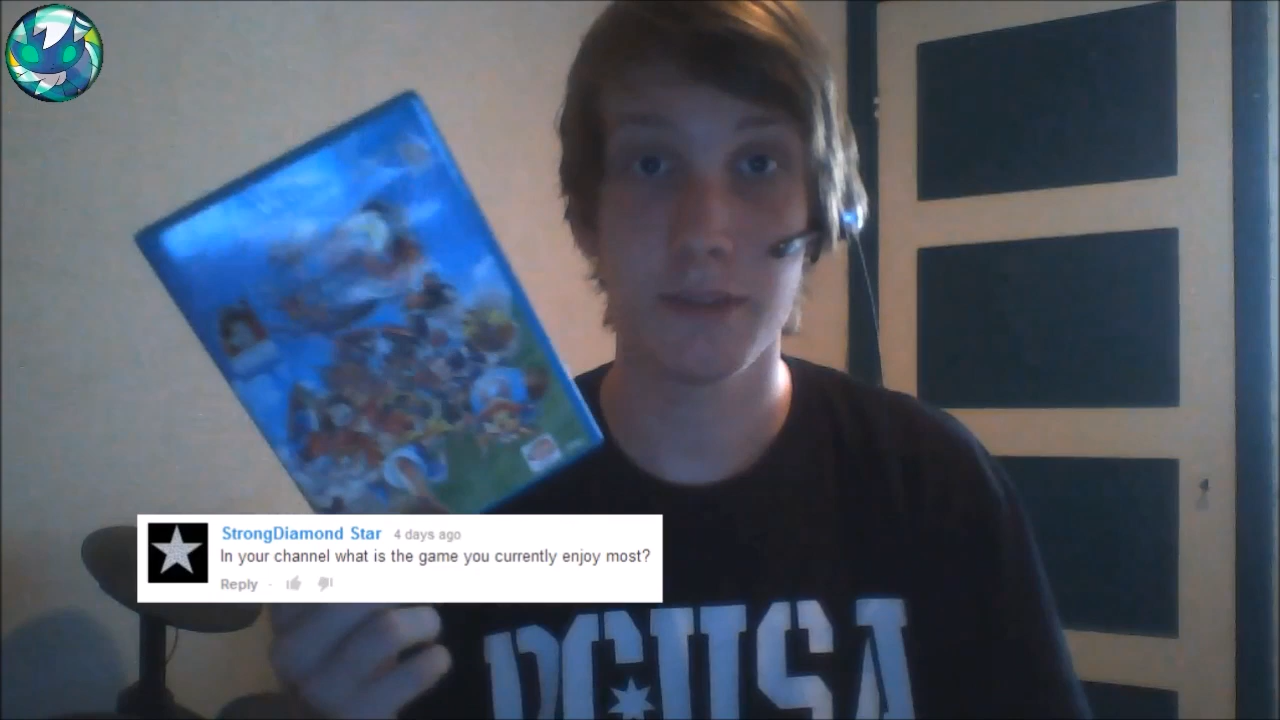 StrongDiamond Star 4 days ago
In your channel what is the game you currently enjoy most?
Reply
DCUSA